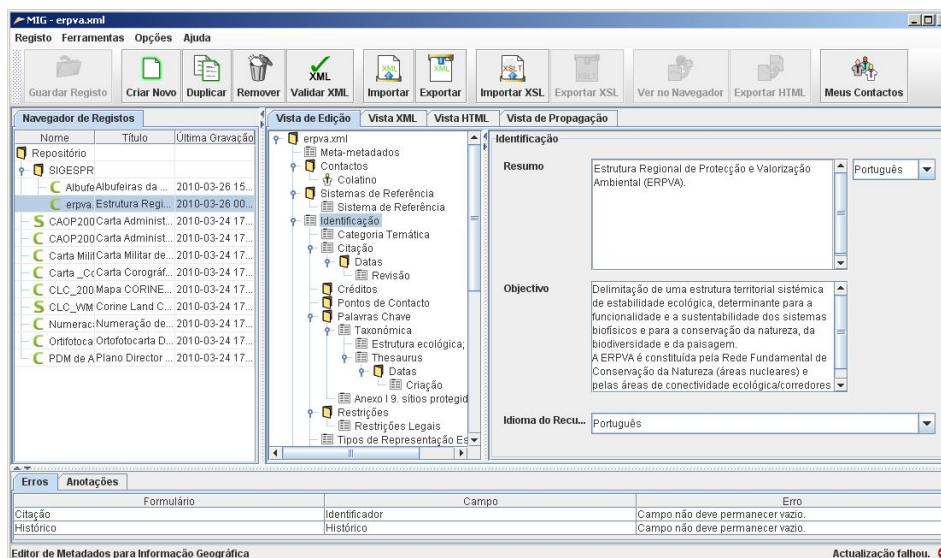 MIG - erpva.xml
Registo Ferramentas Opções Ajuda
Guardar Registo Criar Novo Duplicar Remover Validar XML Importar Exportar Importar XSL Exportar XSL Ver no Navegador Exportar HTML Meus Contactos
Navegador de Registos
Nome Título Última Gravação
Repositório
SIGESPR
Albufe Albufeiras da ... 2010-03-26 15...
erpva. Estrutura Regi... 2010-03-26 00...
CAOP200 Carta Administ... 2010-03-24 17...
CAOP200 Carta Administ... 2010-03-24 17...
Carta Milit Carta Militar de... 2010-03-24 17...
Carta _Co Carta Corográf... 2010-03-24 17...
CLC_200 Mapa CORINE... 2010-03-24 17...
CLC_WM Corine Land C... 2010-03-24 17...
Numerac Numeração de... 2010-03-24 17...
Ortifotoca Ortofotocarta D... 2010-03-24 17...
PDM de A Plano Director ... 2010-03-24 17...
Vista de Edição Vista XML Vista HTML Vista de Propagação
erpva.xml
Meta-metadados
Contactos
Colatino
Sistemas de Referência
Sistema de Referência
Identificação
Categoria Temática
Citação
Datas
Revisão
Créditos
Pontos de Contacto
Palavras Chave
Taxonómica
Estrutura ecológica;
Thesaurus
Datas
Criação
Anexo I 9. sítios protegid
Restrições
Restrições Legais
Tipos de Representação Es
Identificação
Resumo
Estrutura Regional de Protecção e Valorização
Ambiental (ERPVA).
Português
Objectivo
Delimitação de uma estrutura territorial sistémica
de estabilidade ecológica, determinante para a
funcionalidade e a sustentabilidade dos sistemas
biofísicos e para a conservação da natureza, da
biodiversidade e da paisagem.
A ERPVA é constituída pela Rede Fundamental de
Conservação da Natureza (áreas nucleares) e
pelas áreas de conectividade ecológica/corredores
Idioma do Recu... Português
Erros Anotações
Formulário Campo Erro
Citação Identificador Campo não deve permanecer vazio.
Histórico Histórico Campo não deve permanecer vazio.
Editor de Metadados para Informação Geográfica
Actualização falhou.